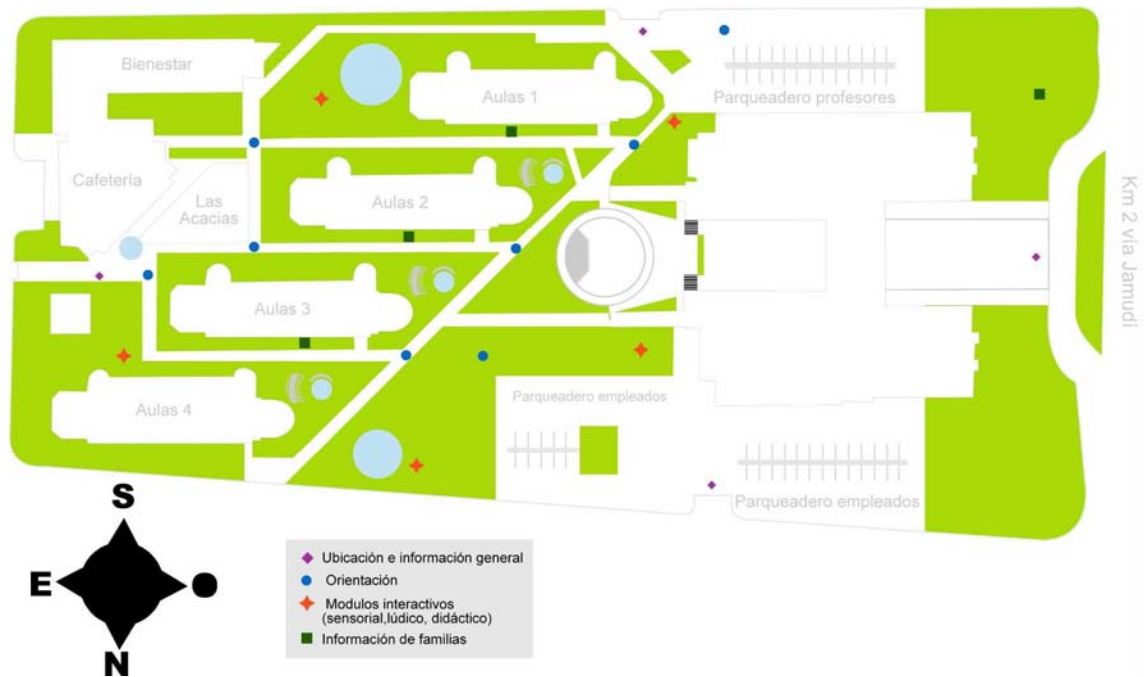 Bienestar
Aulas 1
Parqueadero profesores
Cafetería
Las
Acacias
Aulas 2
Km 2 vía Jamudí
Aulas 3
Aulas 4
Parqueadero empleados
Parqueadero empleados
S
E
O
N
Ubicación e información general
Orientación
Modulos interactivos
(sensorial,lúdico, didáctico)
Información de familias